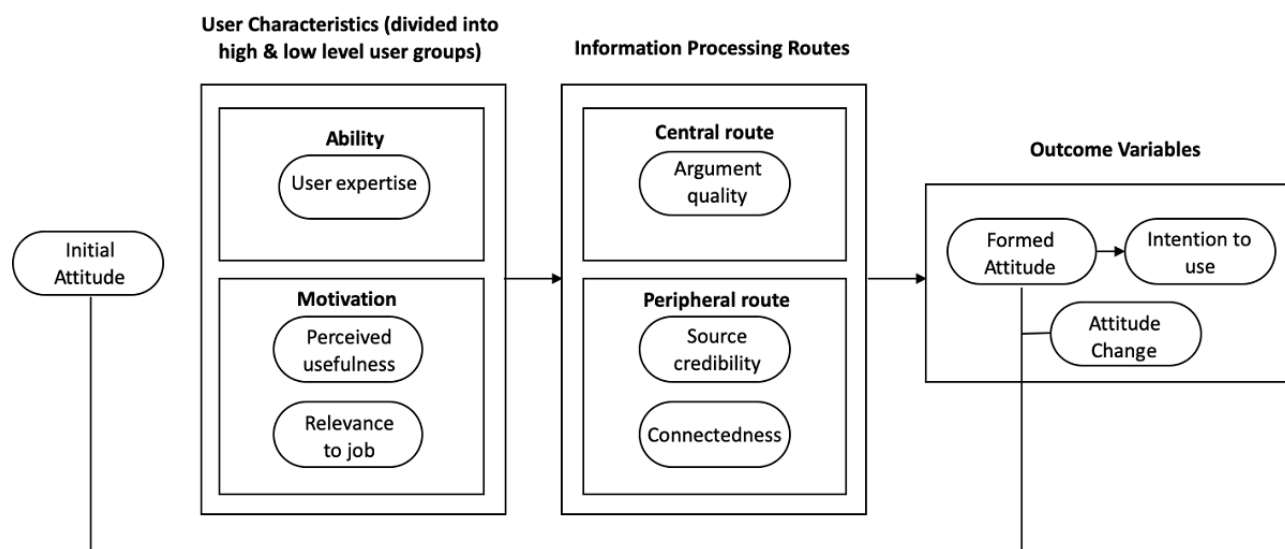 User Characteristics (divided into
high & low level user groups)
Information Processing Routes
Outcome Variables
Initial
Attitude
Ability
User expertise
Motivation
Perceived
usefulness
Relevance
to job
Central route
Argument
quality
Peripheral route
Source
credibility
Connectedness
Formed
Attitude
Intention to
use
Attitude
Change